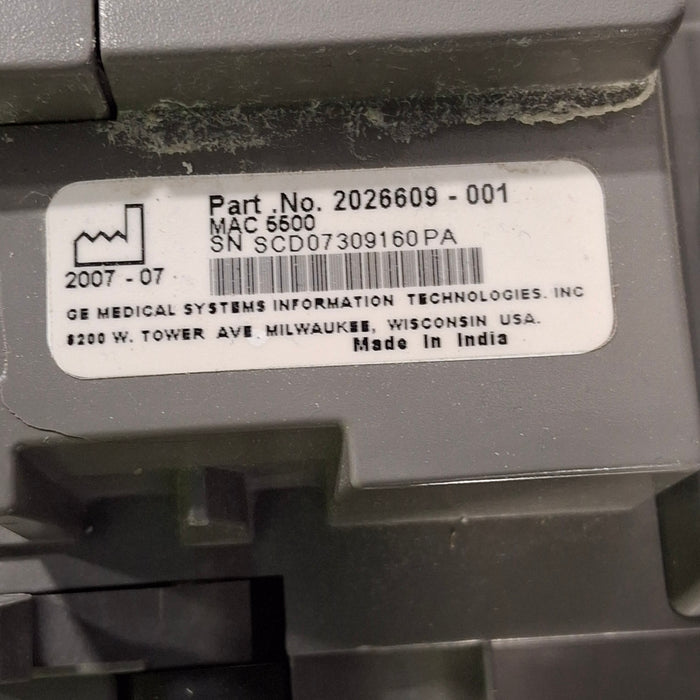 Part .No. 2026609 - 001
MAC 5500
SN SCD07309160PA
2007 - 07
GE MEDICAL SYSTEMS INFORMATION TECHNOLOGIES. INC
8200 W. TOWER AVE. MILWAUKEE, WISCONSIN USA.
Made In India